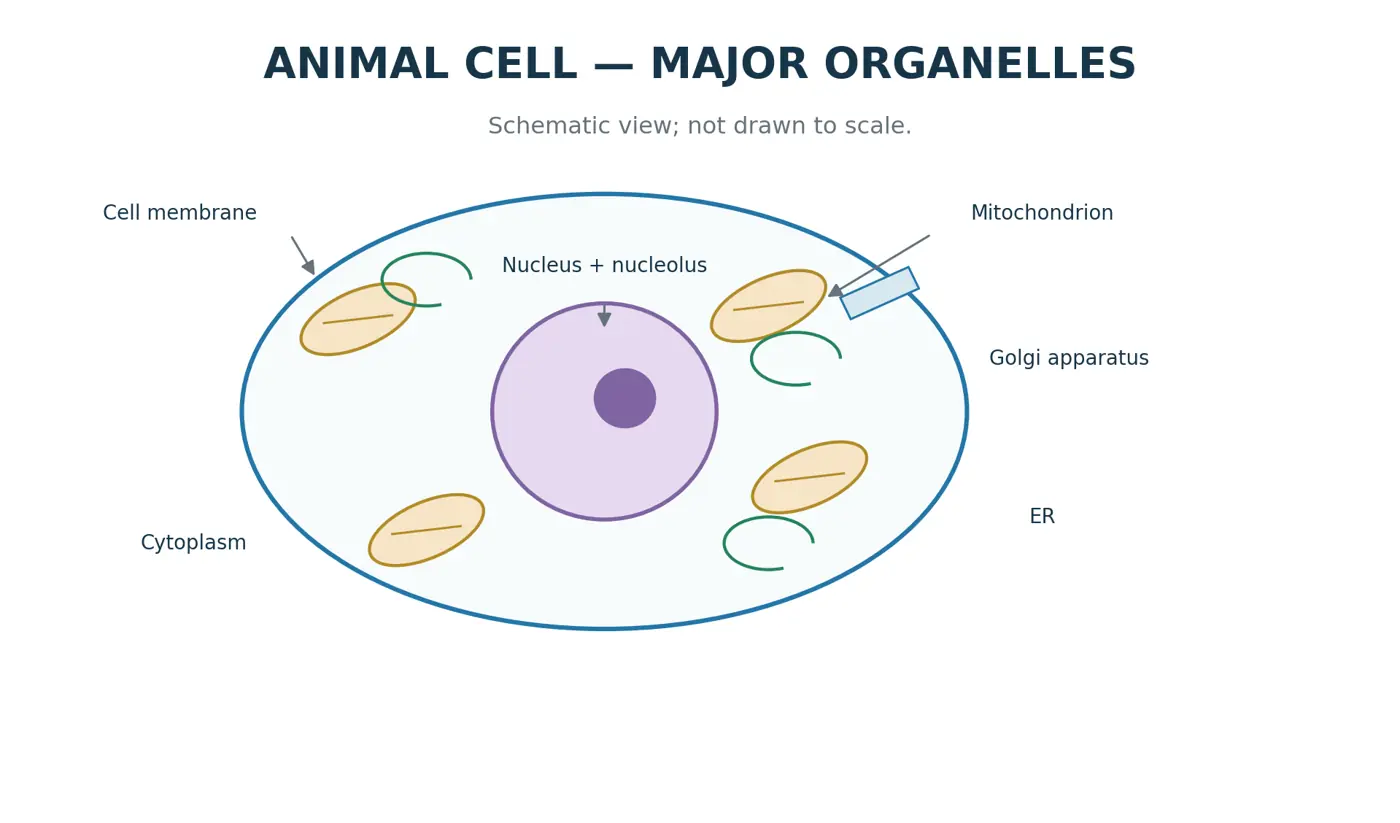 ANIMAL CELL — MAJOR ORGANELLES
Schematic view; not drawn to scale.
Cell membrane
Mitochondrion
Nucleus + nucleolus
Golgi apparatus
ER
Cytoplasm